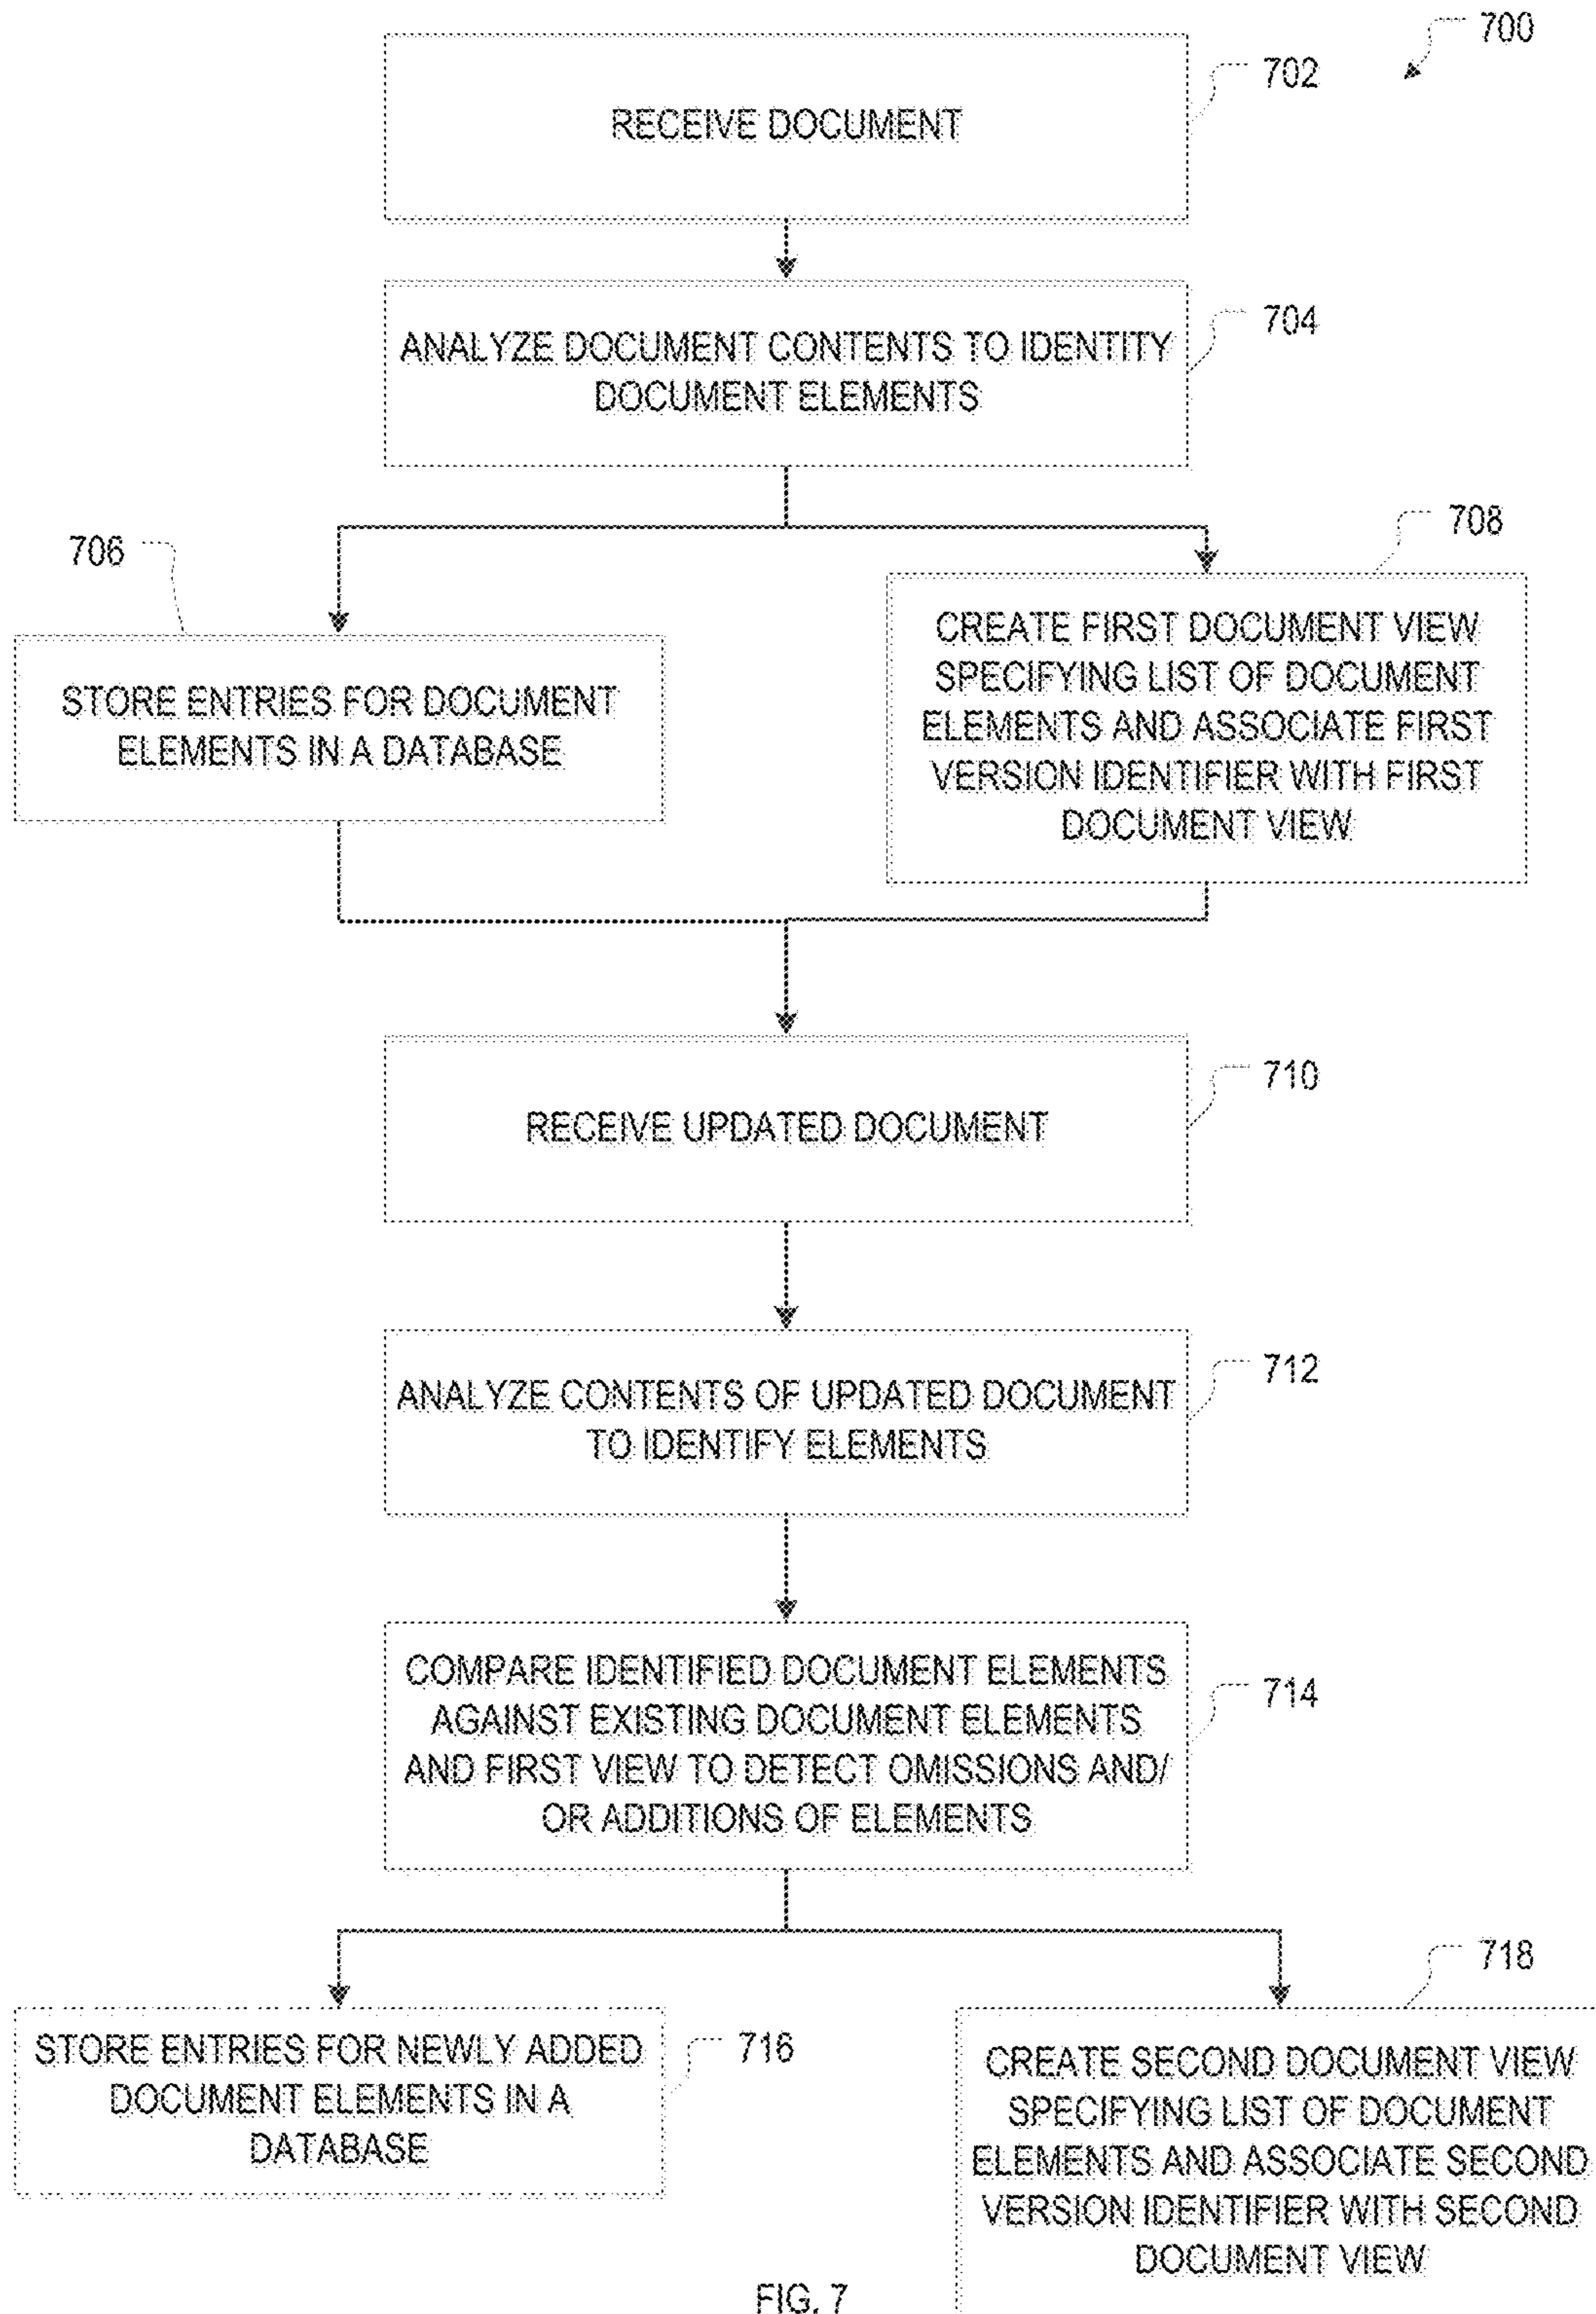 700
702
RECEIVE DOCUMENT
704
ANALYZE DOCUMENT CONTENTS TO IDENTITY
DOCUMENT ELEMENTS
706
STORE ENTRIES FOR DOCUMENT
ELEMENTS IN A DATABASE
708
CREATE FIRST DOCUMENT VIEW
SPECIFYING LIST OF DOCUMENT
ELEMENTS AND ASSOCIATE FIRST
VERSION IDENTIFIER WITH FIRST
DOCUMENT VIEW
710
RECEIVE UPDATED DOCUMENT
712
ANALYZE CONTENTS OF UPDATED DOCUMENT
TO IDENTIFY ELEMENTS
714
COMPARE IDENTIFIED DOCUMENT ELEMENTS
AGAINST EXISTING DOCUMENT ELEMENTS
AND FIRST VIEW TO DETECT OMISSIONS AND/
OR ADDITIONS OF ELEMENTS
716
STORE ENTRIES FOR NEWLY ADDED
DOCUMENT ELEMENTS IN A
DATABASE
718
CREATE SECOND DOCUMENT VIEW
SPECIFYING LIST OF DOCUMENT
ELEMENTS AND ASSOCIATE SECOND
VERSION IDENTIFIER WITH SECOND
DOCUMENT VIEW
FIG. 7